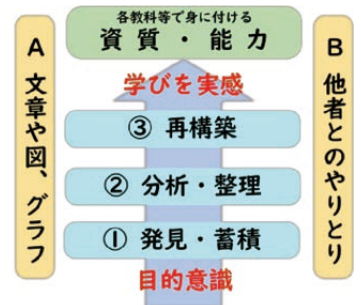 各教科等で身に付ける
資質・能力
学びを実感
③ 再構築
② 分析・整理
① 発見・蓄積
目的意識
A 文章や図、グラフ
B 他者とのやりとり